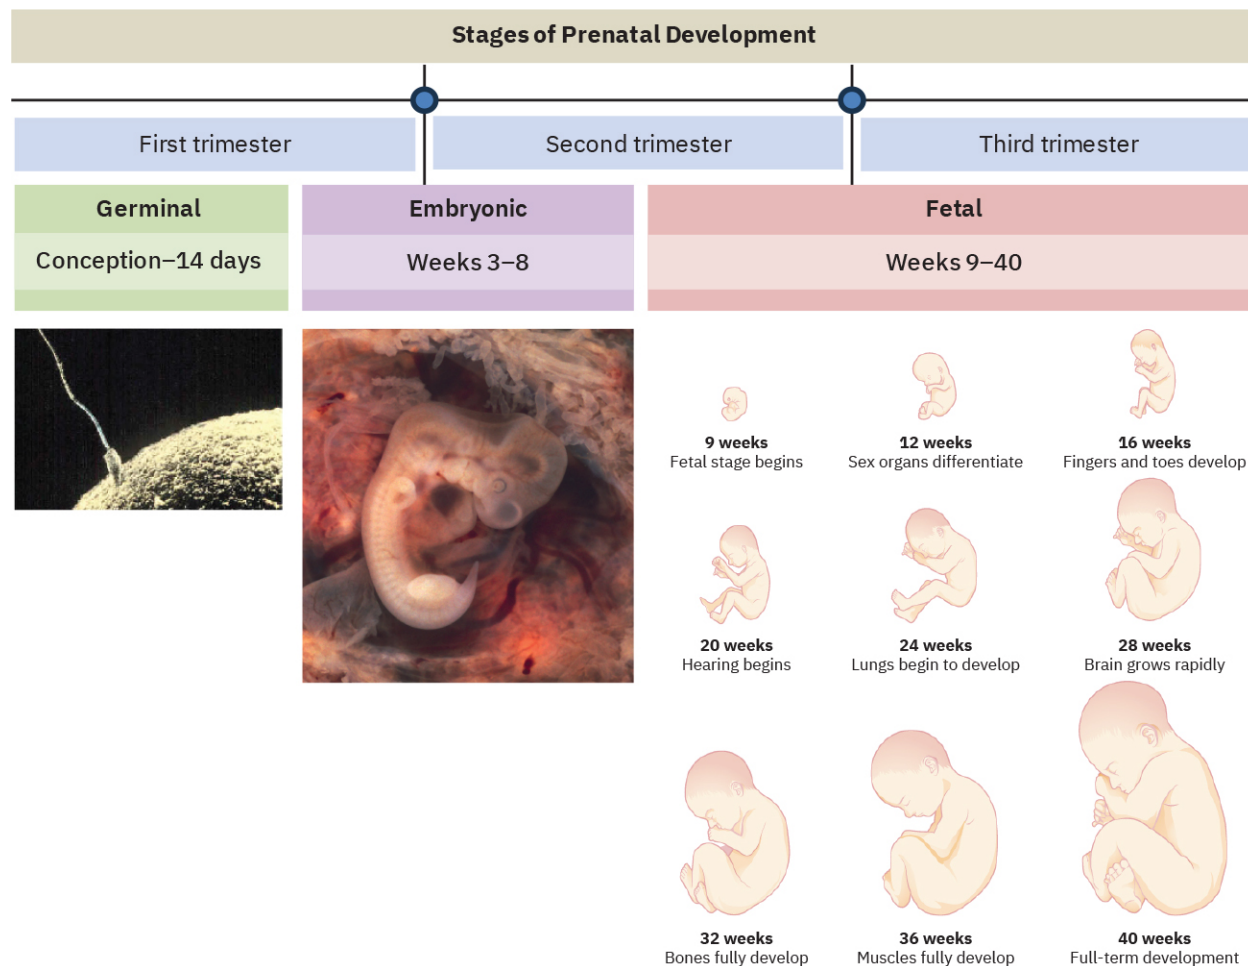 Stages of Prenatal Development
First trimester
Second trimester
Third trimester
Germinal
Conception–14 days
Embryonic
Weeks 3–8
Fetal
Weeks 9–40
9 weeks
Fetal stage begins
12 weeks
Sex organs differentiate
16 weeks
Fingers and toes develop
20 weeks
Hearing begins
24 weeks
Lungs begin to develop
28 weeks
Brain grows rapidly
32 weeks
Bones fully develop
36 weeks
Muscles fully develop
40 weeks
Full-term development